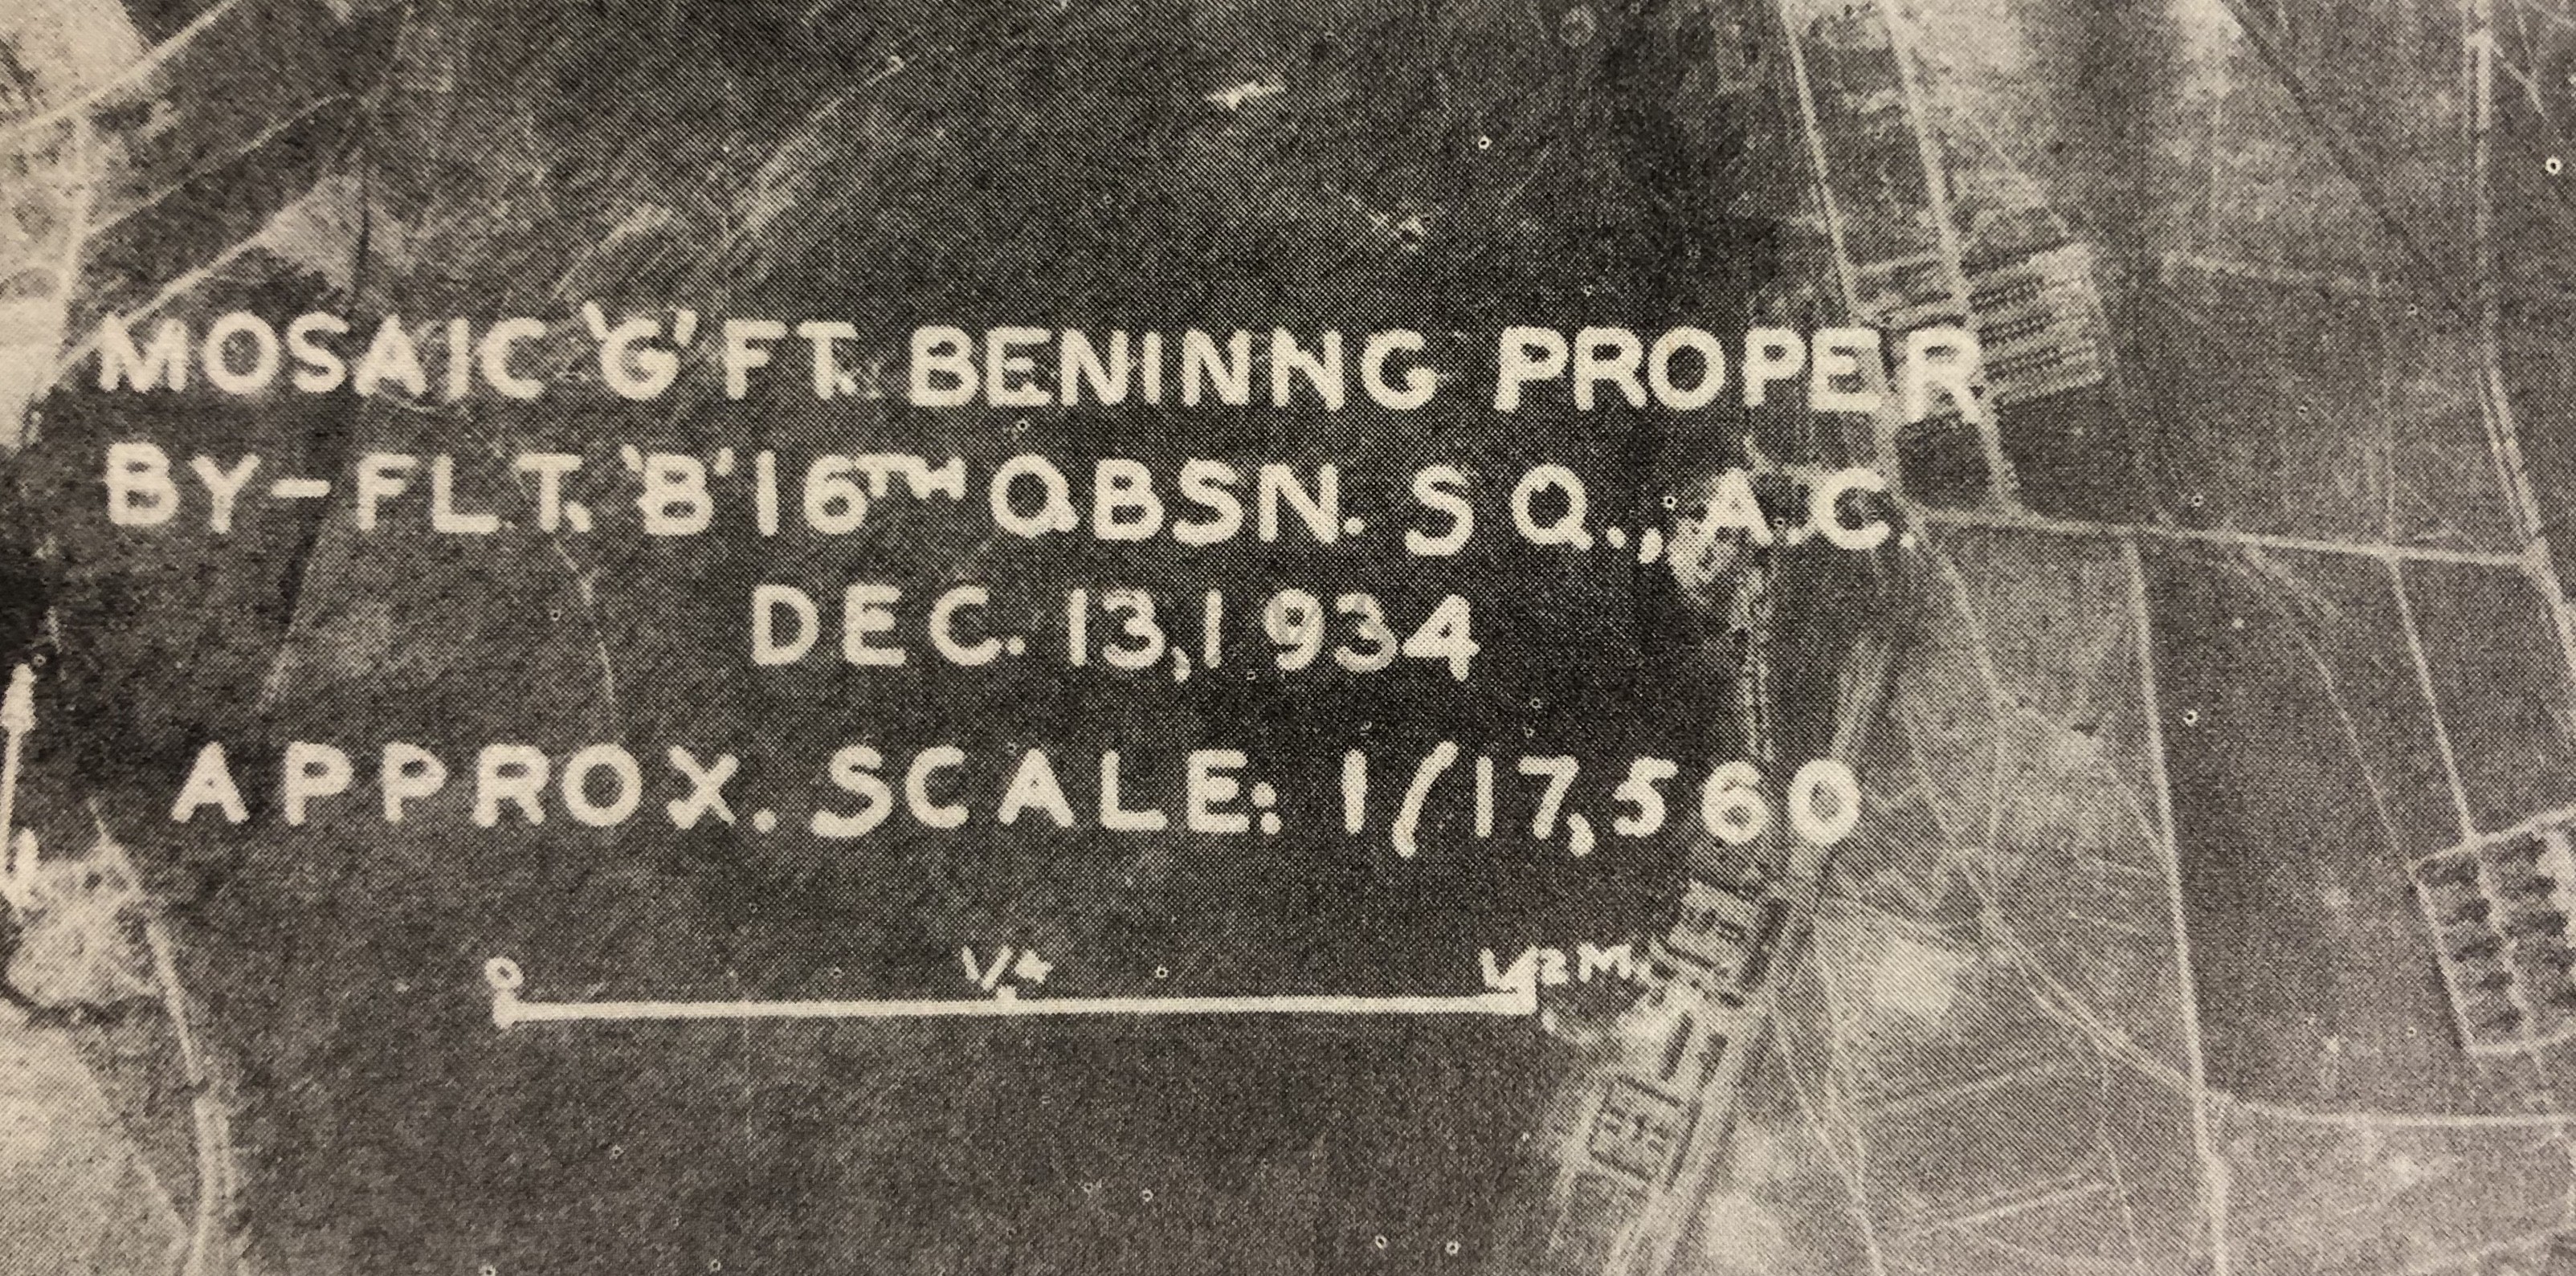 MOSAIC 'G' FT. BENINNG PROPER
BY-FLT. 'B' 16TH OBSN. SQ., A.C.
DEC. 13, 1934
APPROX. SCALE: 1/17,560
0 1/4 1/2 M.